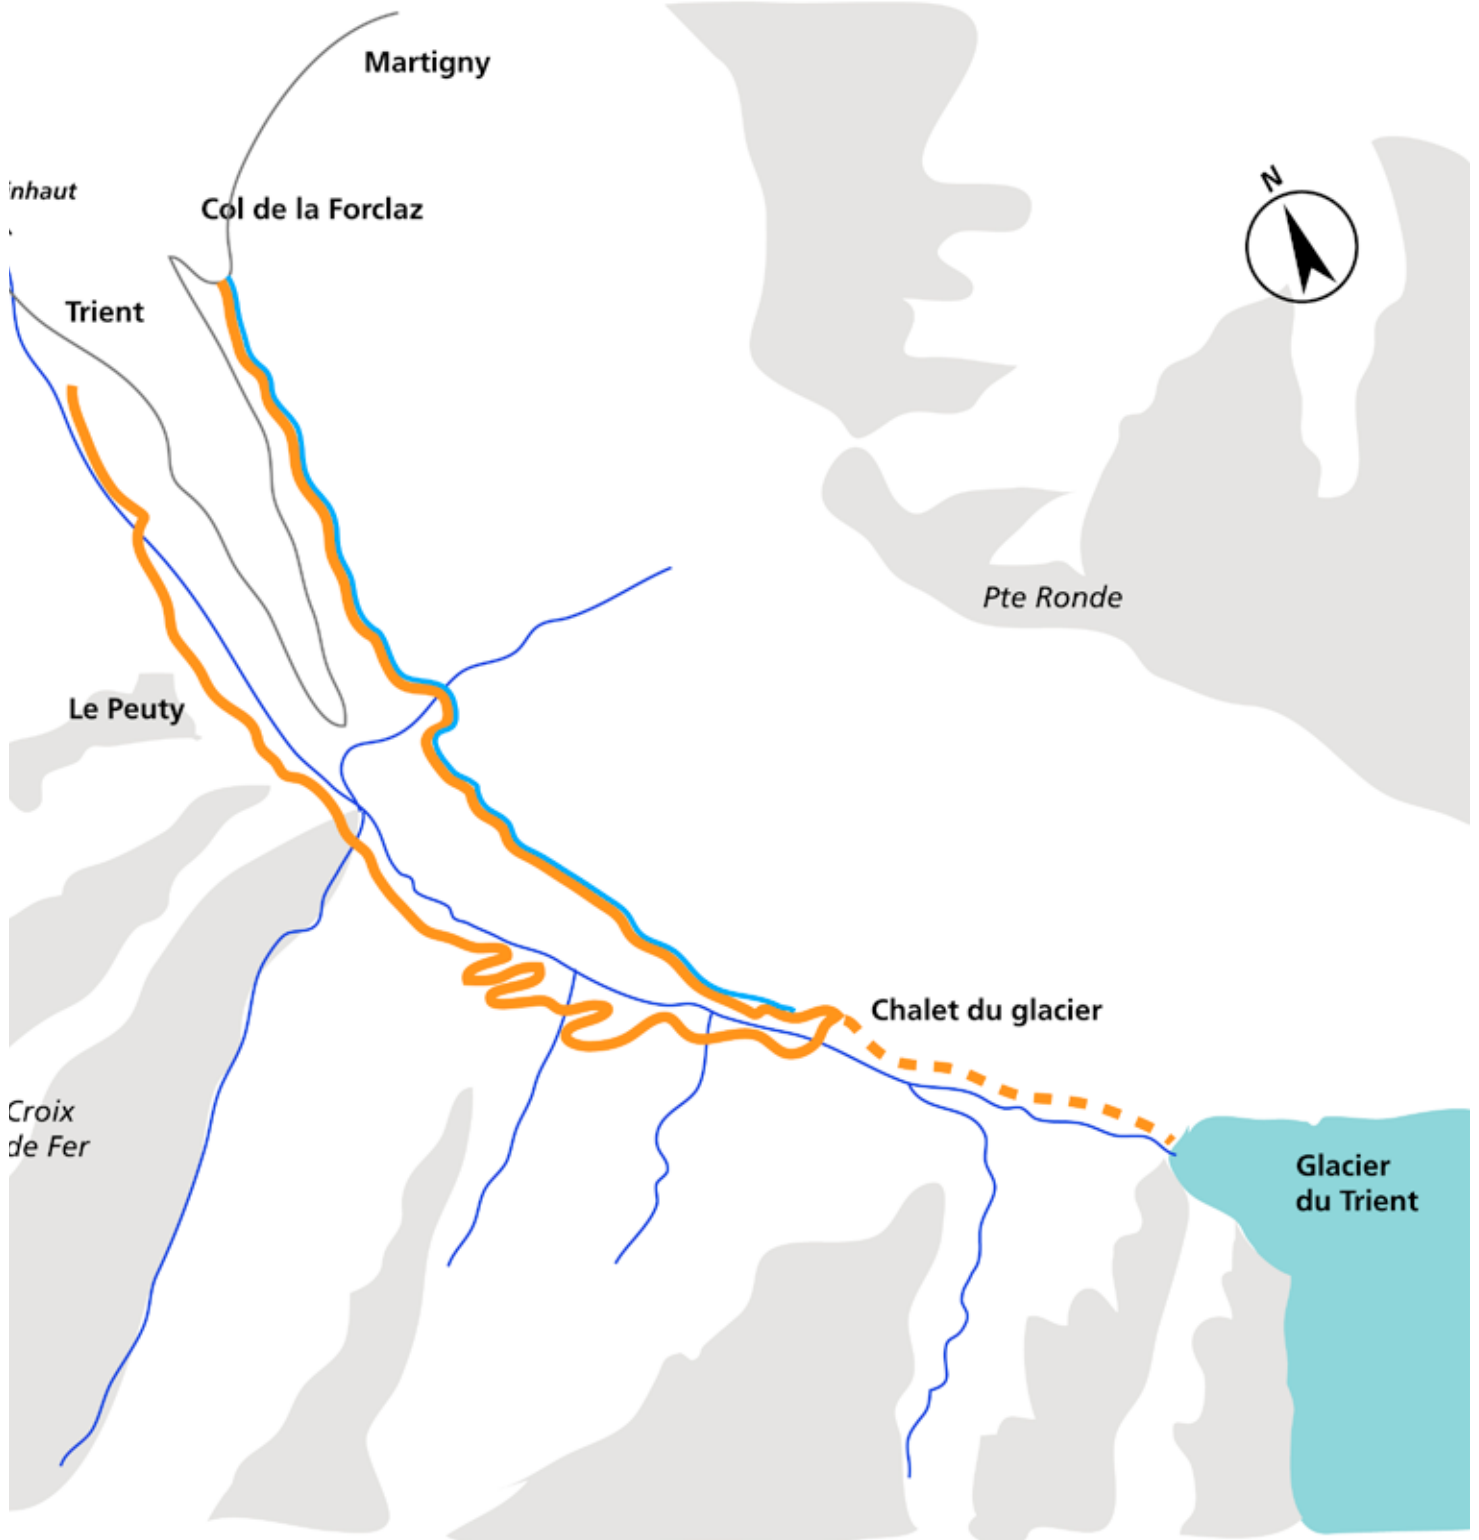 Martigny
N
inhaut
Col de la Forclaz
Trient
Pte Ronde
Le Peuty
Chalet du glacier
Croix
de Fer
Glacier
du Trient